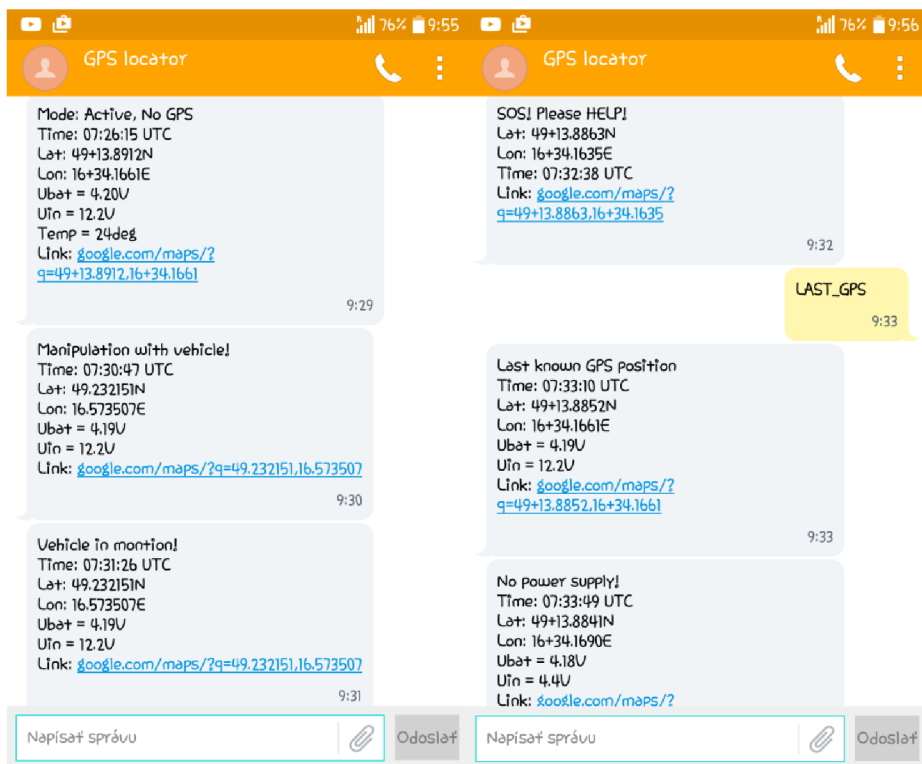 76% 9:55
GPS locator
Mode: Active, No GPS
Time: 07:26:15 UTC
Lat: 49+13.8912N
Lon: 16+34.1661E
Ubat = 4.20V
Uin = 12.2V
Temp = 24deg
Link: google.com/maps/?
q=49+13.8912,16+34.1661
9:29
Manipulation with vehicle!
Time: 07:30:47 UTC
Lat: 49.232151N
Lon: 16.573507E
Ubat = 4.19V
Uin = 12.2V
Link: google.com/maps/?q=49.232151,16.573507
9:30
Vehicle in montion!
Time: 07:31:26 UTC
Lat: 49.232151N
Lon: 16.573507E
Ubat = 4.19V
Uin = 12.2V
Link: google.com/maps/?q=49.232151,16.573507
9:31
Napísať správu
Odoslať
76% 9:56
GPS locator
SOS! Please HELP!
Lat: 49+13.8863N
Lon: 16+34.1635E
Time: 07:32:38 UTC
Link: google.com/maps/?
q=49+13.8863,16+34.1635
9:32
LAST_GPS
9:33
Last known GPS position
Time: 07:33:10 UTC
Lat: 49+13.8852N
Lon: 16+34.1661E
Ubat = 4.19V
Uin = 12.2V
Link: google.com/maps/?
q=49+13.8852,16+34.1661
9:33
No power supply!
Time: 07:33:49 UTC
Lat: 49+13.8841N
Lon: 16+34.1690E
Ubat = 4.18V
Uin = 4.4V
Link: google.com/maps/?
Napísať správu
Odoslať